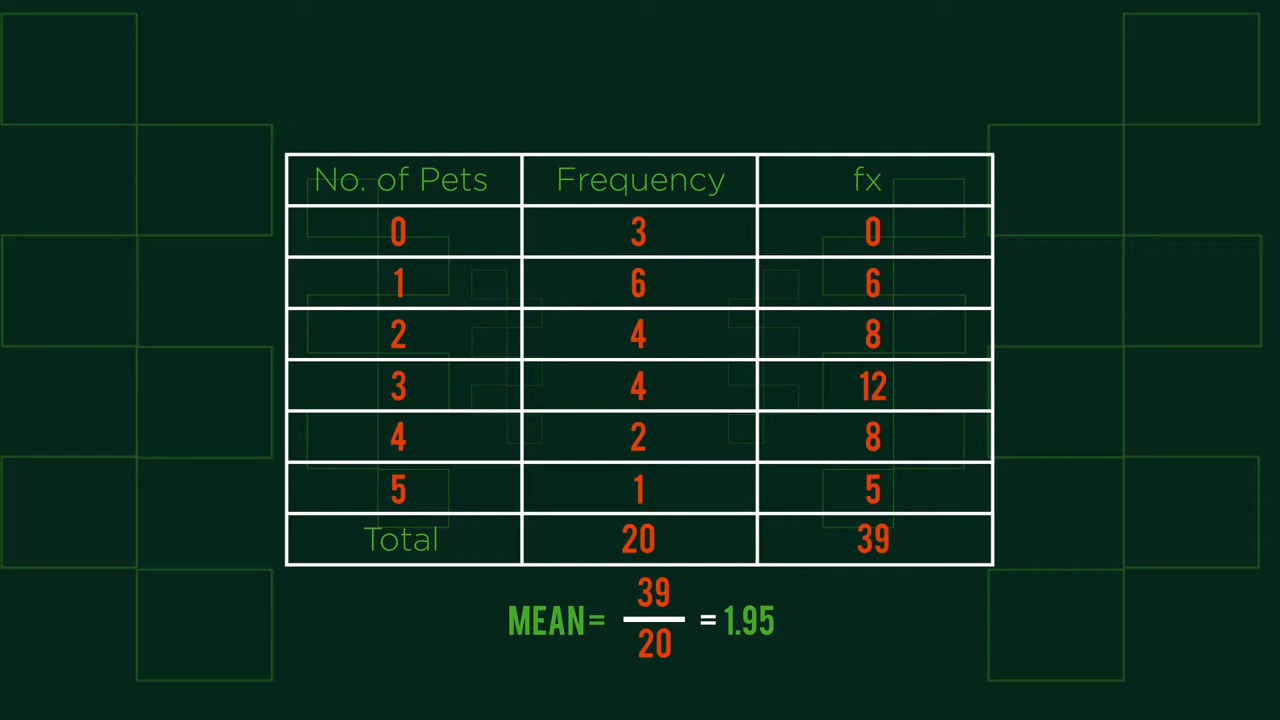 No. of Pets Frequency fx
0 3 0
1 6 6
2 4 8
3 4 12
4 2 8
5 1 5
Total 20 39
39
MEAN= = 1.95
20